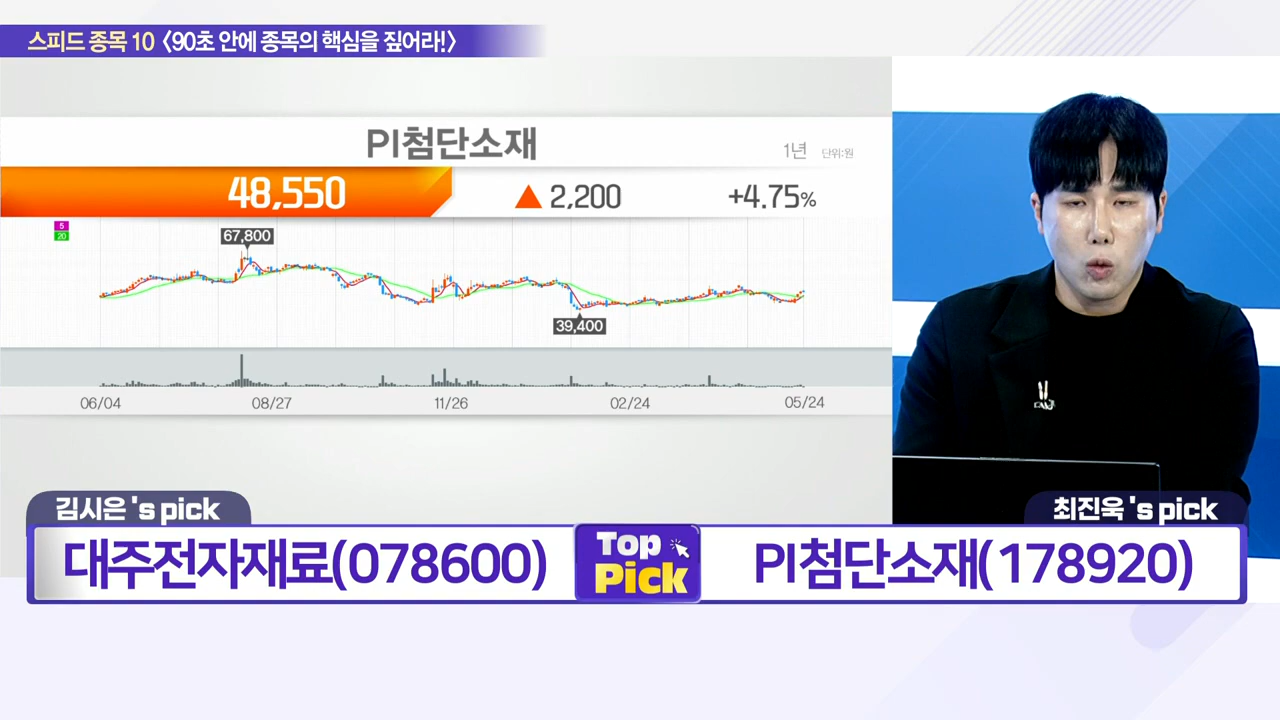 스피드 종목 10 <90초 안에 종목의 핵심을 짚어라!>
PI첨단소재
1년 단위:원
48,550 ▲ 2,200 +4.75%
5
20
67,800
39,400
06/04 08/27 11/26 02/24 05/24
김시은 's pick
최진욱 's pick
대주전자재료(078600)
Top
Pick
PI첨단소재(178920)